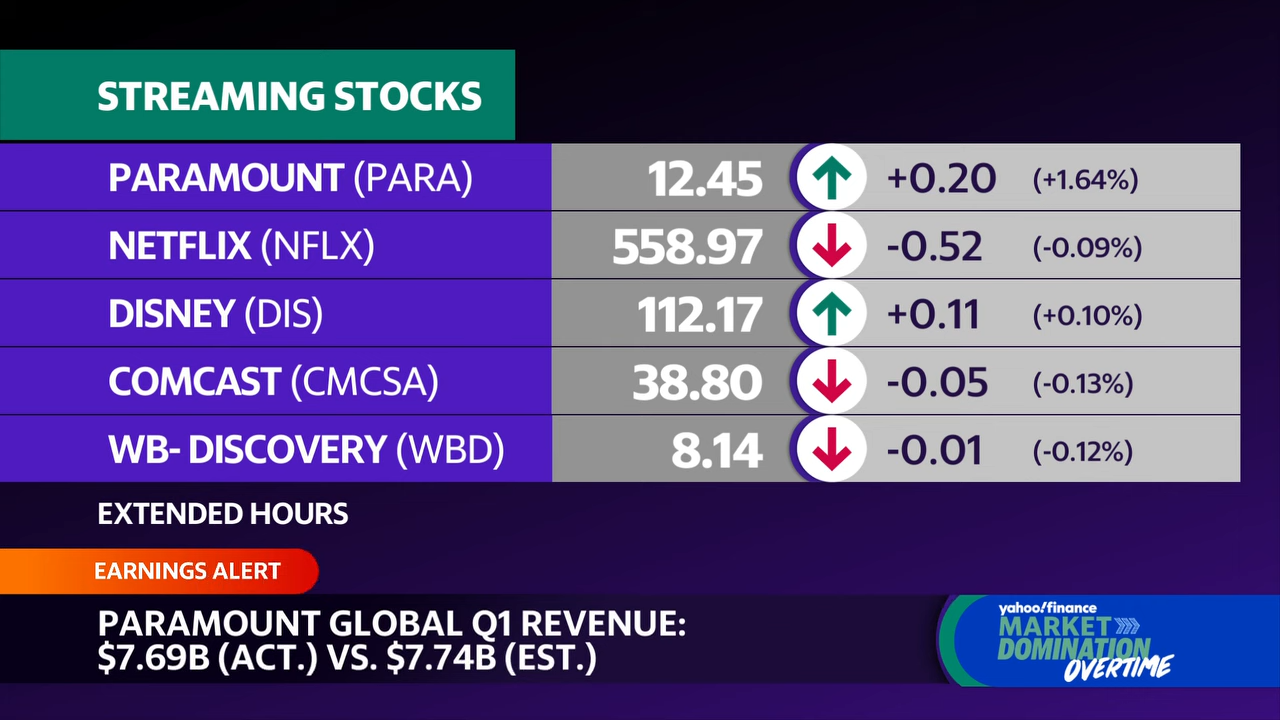 STREAMING STOCKS
PARAMOUNT (PARA) 12.45 +0.20 (+1.64%)
NETFLIX (NFLX) 558.97 -0.52 (-0.09%)
DISNEY (DIS) 112.17 +0.11 (+0.10%)
COMCAST (CMCSA) 38.80 -0.05 (-0.13%)
WB- DISCOVERY (WBD) 8.14 -0.01 (-0.12%)
EXTENDED HOURS
EARNINGS ALERT
PARAMOUNT GLOBAL Q1 REVENUE:
$7.69B (ACT.) VS. $7.74B (EST.)
yahoo!finance
MARKET
DOMINATION
OVERTIME